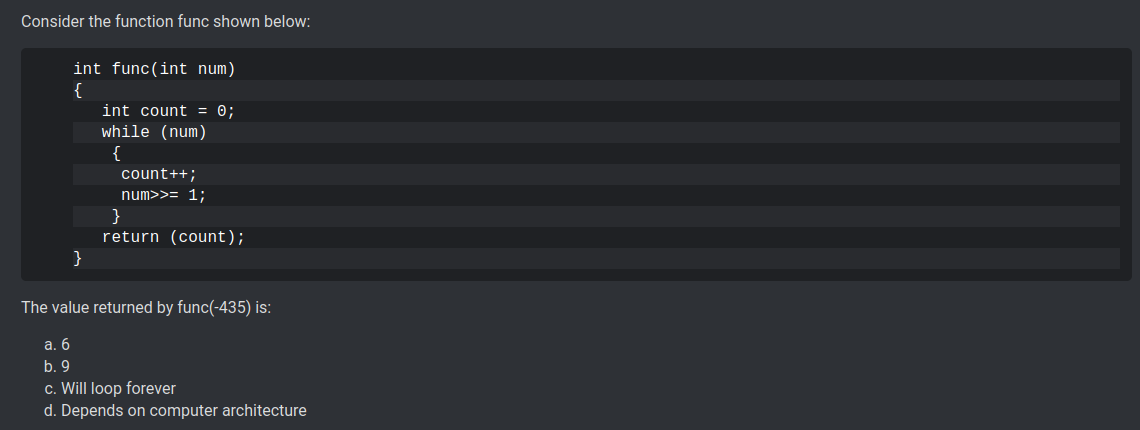 Consider the function func shown below:
int func(int num)
{
int count = 0;
while (num)
{
count++;
num>>= 1;
}
return (count);
}
The value returned by func(-435) is:
a. 6
b. 9
c. Will loop forever
d. Depends on computer architecture